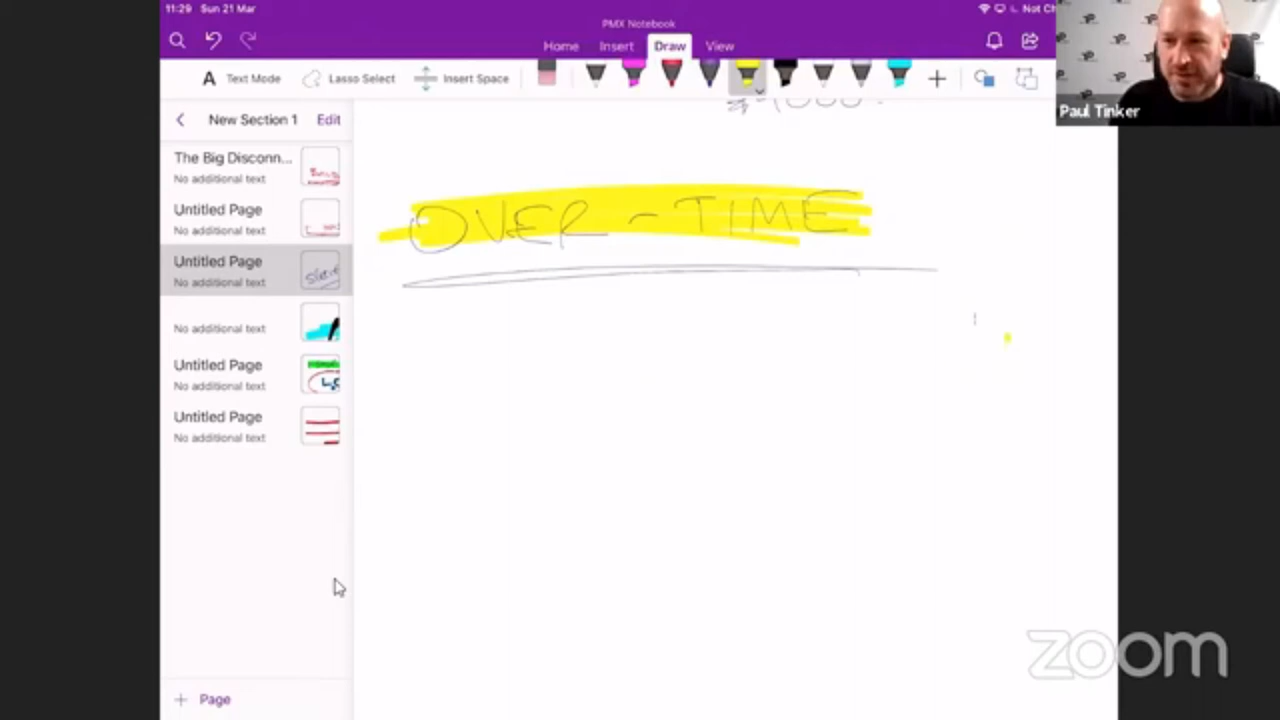 11:29 Sun 21 Mar
PMX Notebook
Not Ch
Home Insert Draw View
A Text Mode Lasso Select Insert Space
Paul Tinker
New Section 1 Edit
The Big Disconn...
No additional text
Untitled Page
No additional text
Untitled Page
No additional text
No additional text
Untitled Page
No additional text
Untitled Page
No additional text
OVER - TIME
+ Page
zoom